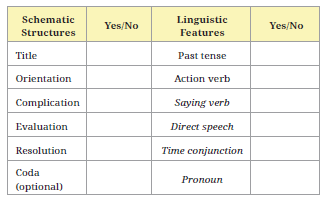 Schematic Structures Yes/No Linguistic Features Yes/No
Title Past tense
Orientation Action verb
Complication Saying verb
Evaluation Direct speech
Resolution Time conjunction
Coda (optional) Pronoun